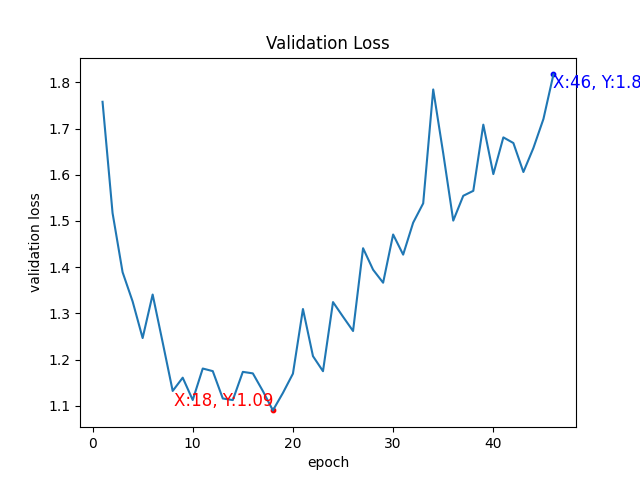 Validation Loss
1.8
1.7
1.6
1.5
1.4
1.3
1.2
1.1
validation loss
X:46, Y:1.8
X:18, Y:1.09
0 10 20 30 40
epoch